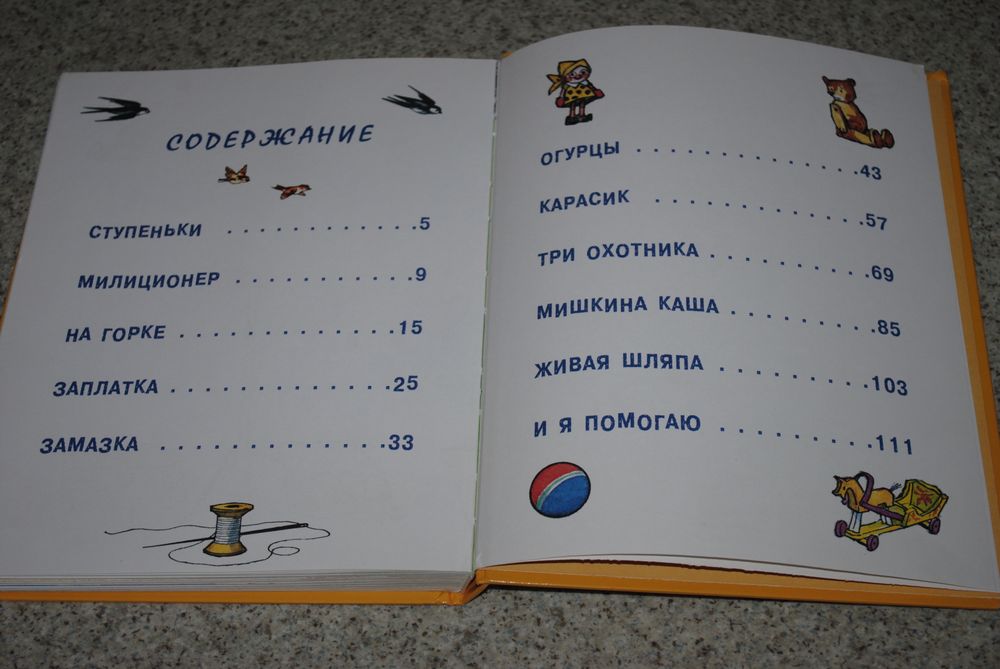 СОДЕРЖАНИЕ
СТУПЕНЬКИ . . . . . . . . . . . .5
МИЛИЦИОНЕР . . . . . . . . . . . .9
НА ГОРКЕ . . . . . . . . . . . . . .15
ЗАПЛАТКА . . . . . . . . . . . . . .25
ЗАМАЗКА . . . . . . . . . . . . . .33
ОГУРЦЫ . . . . . . . . . . . . . .43
КАРАСИК . . . . . . . . . . . . .57
ТРИ ОХОТНИКА . . . . . . . . . .69
МИШКИНА КАША . . . . . . . . .85
ЖИВАЯ ШЛЯПА . . . . . . . . .103
И Я ПОМОГАЮ . . . . . . . . .111